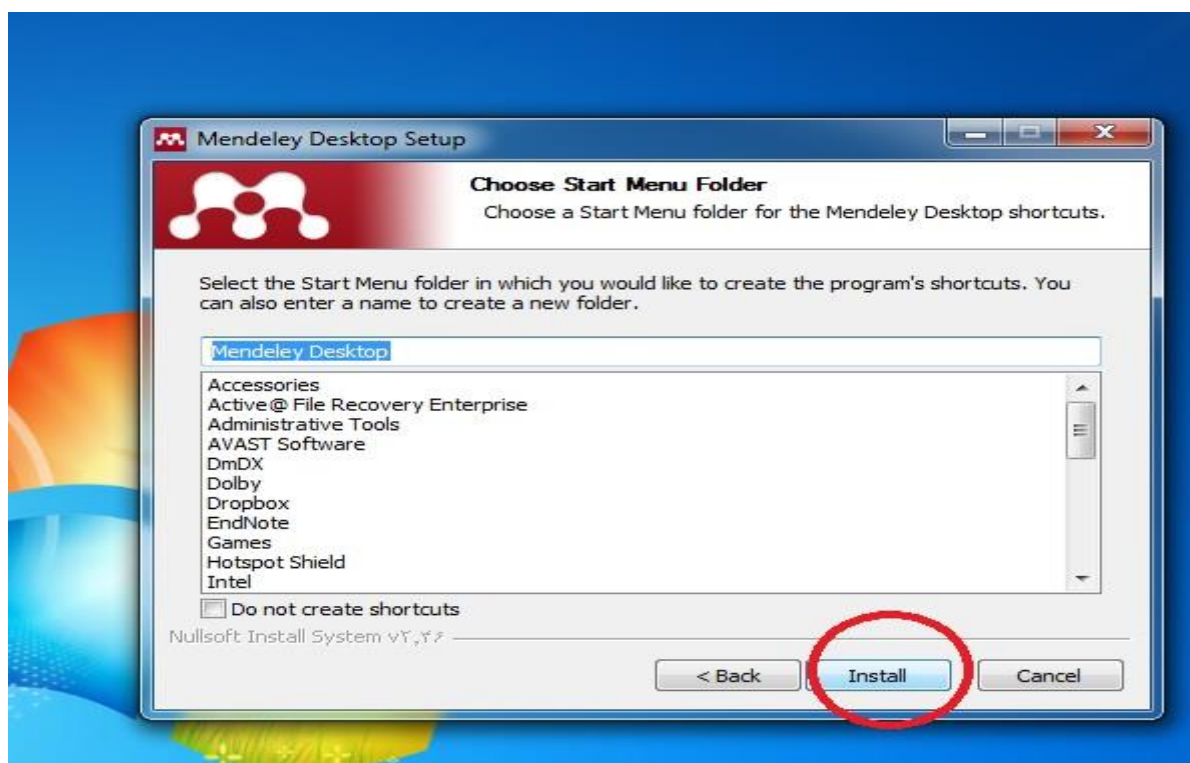 Mendeley Desktop Setup
Choose Start Menu Folder
Choose a Start Menu folder for the Mendeley Desktop shortcuts.
Select the Start Menu folder in which you would like to create the program's shortcuts. You
can also enter a name to create a new folder.
Mendeley Desktop
Accessories
Active@ File Recovery Enterprise
Administrative Tools
AVAST Software
DmDX
Dolby
Dropbox
EndNote
Games
Hotspot Shield
Intel
Do not create shortcuts
Nullsoft Install System v۲,۴۶
< Back
Install
Cancel